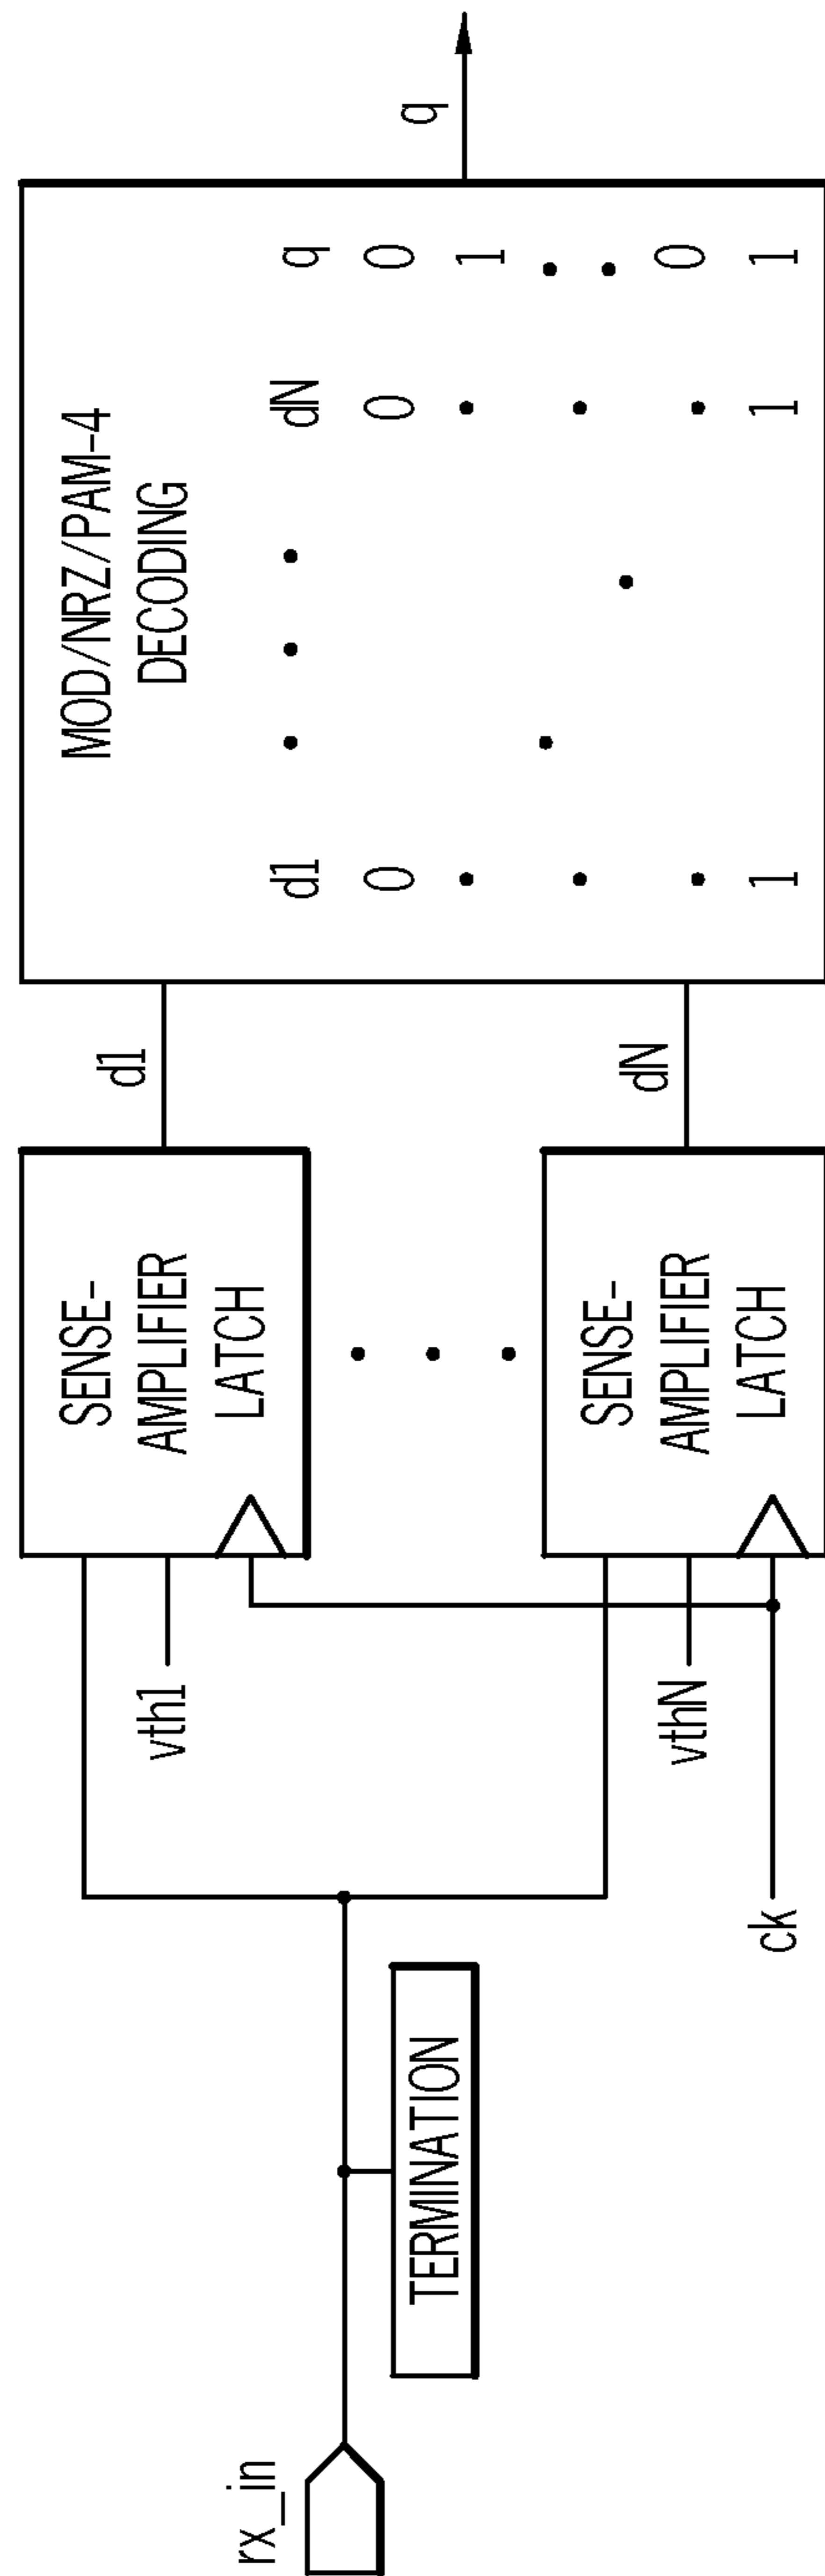 rx_in
TERMINATION
ck
vth1
vthN
SENSE-
AMPLIFIER
LATCH
SENSE-
AMPLIFIER
LATCH
d1
dN
MOD/NRZ/PAM-4
DECODING
d1 . . . dN q
0 0 0
1
0
1 1 1
q